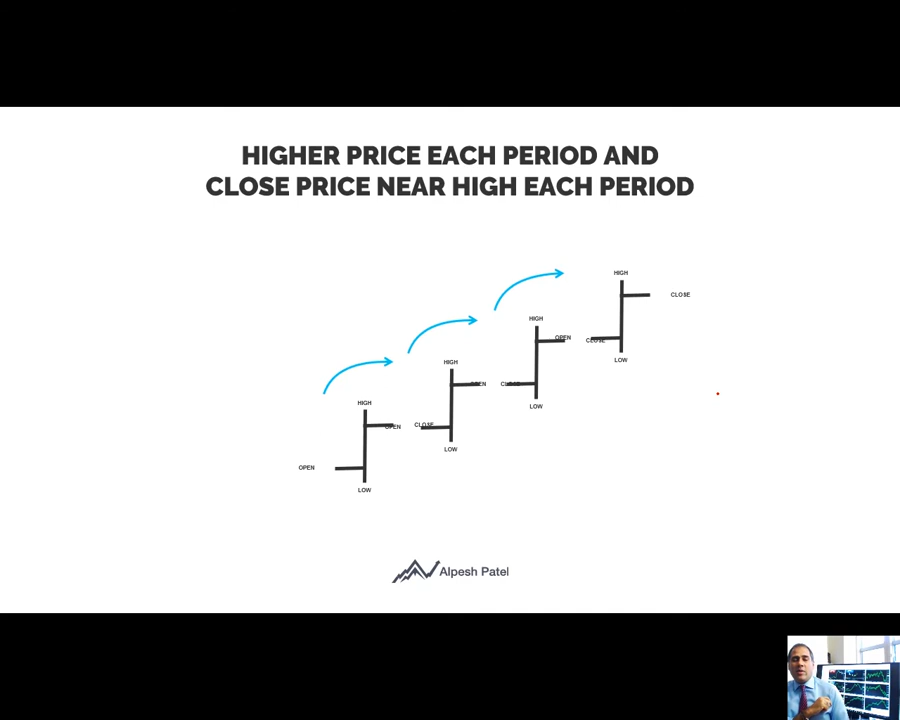 HIGHER PRICE EACH PERIOD AND
CLOSE PRICE NEAR HIGH EACH PERIOD
HIGH
CLOSE
HIGH
OPEN
CLOSE
LOW
HIGH
OPEN
CLOSE
LOW
HIGH
OPEN
CLOSE
LOW
OPEN
LOW
Alpesh Patel